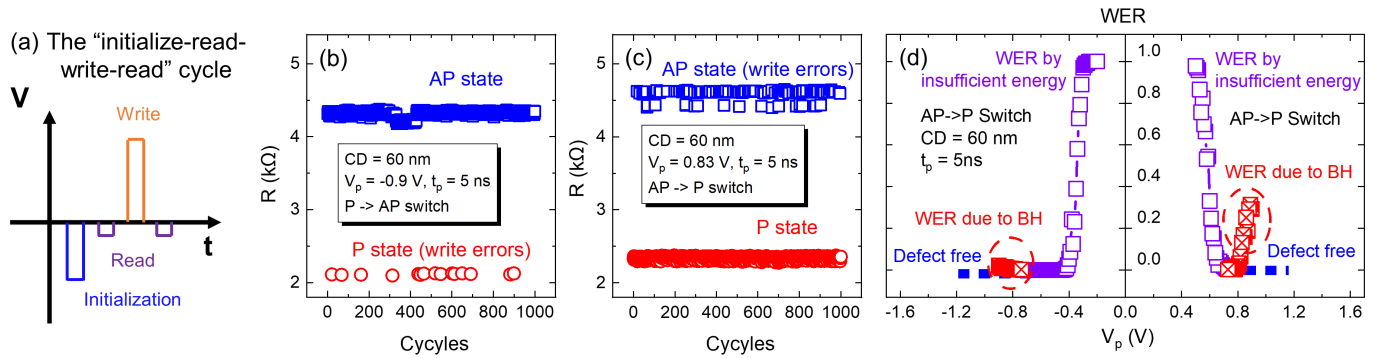 (a) The “initialize-read-
write-read” cycle
V
Write
t
Read
Initialization
(b)
AP state
CD = 60 nm
Vp = -0.9 V, tp = 5 ns
P -> AP switch
P state (write errors)
R (kΩ)
5
4
3
2
0 200 400 600 800 1000
Cycyles
(c)
AP state (write errors)
CD = 60 nm
Vp = 0.83 V, tp = 5 ns
AP -> P switch
P state
R (kΩ)
5
4
3
2
0 200 400 600 800 1000
Cycyles
WER
(d)
WER by
insufficient energy
AP->P Switch
CD = 60 nm
tp = 5ns
WER due to BH
Defect free
1.0
0.8
0.6
0.4
0.2
0.0
WER by
insufficient energy
AP->P Switch
WER due to BH
Defect free
-1.6 -1.2 -0.8 -0.4 0.0 0.4 0.8 1.2 1.6
Vp (V)